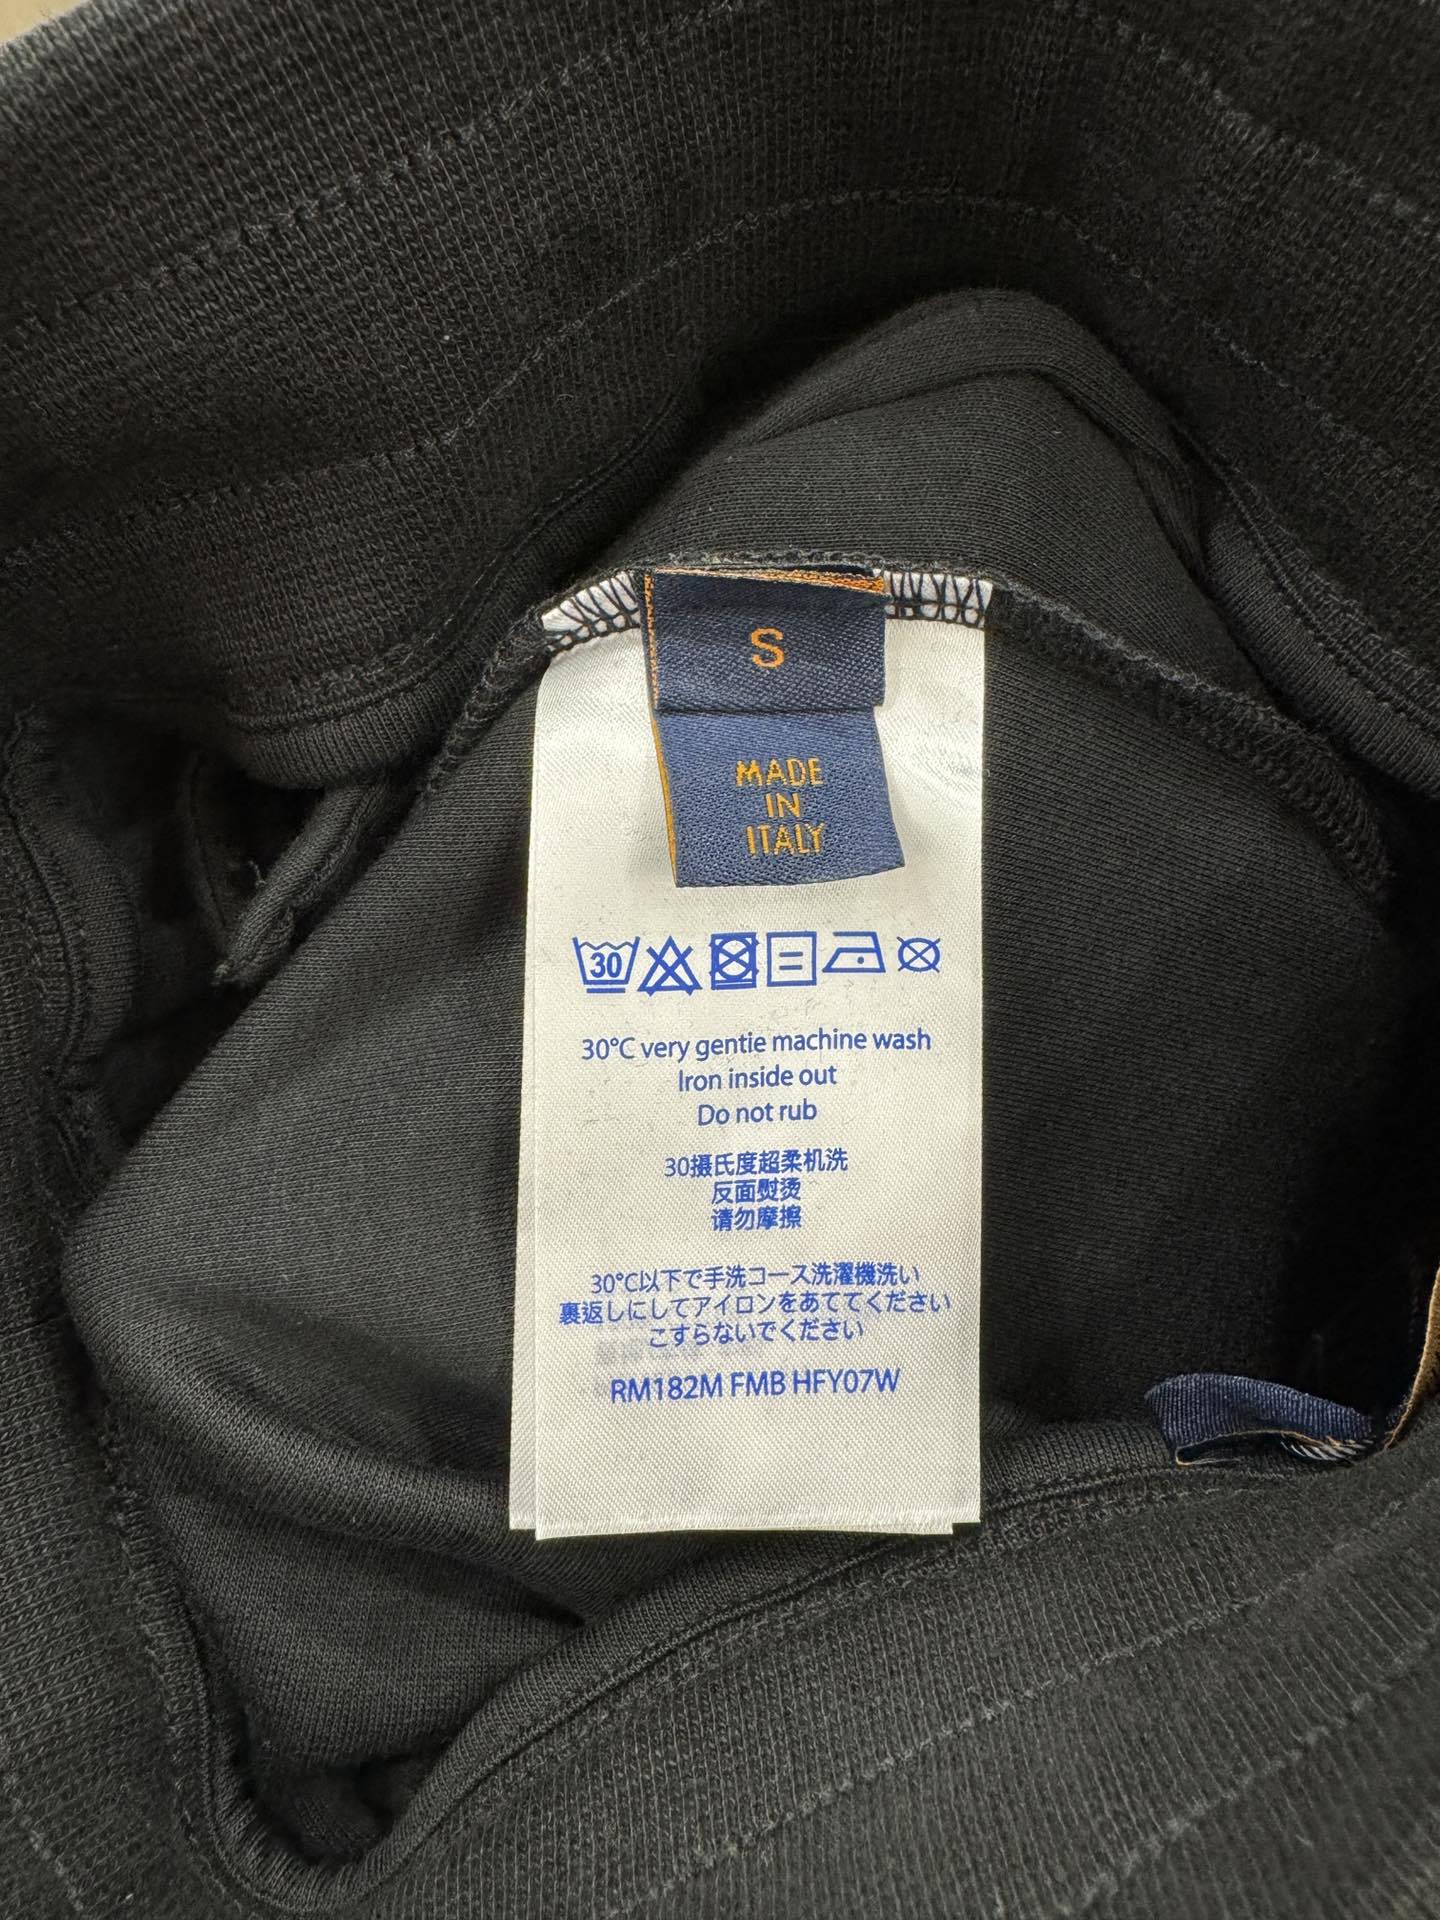 S
MADE
IN
ITALY
30
30°C very gentie machine wash
Iron inside out
Do not rub
30摄氏度超柔机洗
反面熨烫
请勿摩擦
30°C以下で手洗コース洗濯機洗い
裏返しにしてアイロンをあててください
こすらないでください
RM182M FMB HFY07W